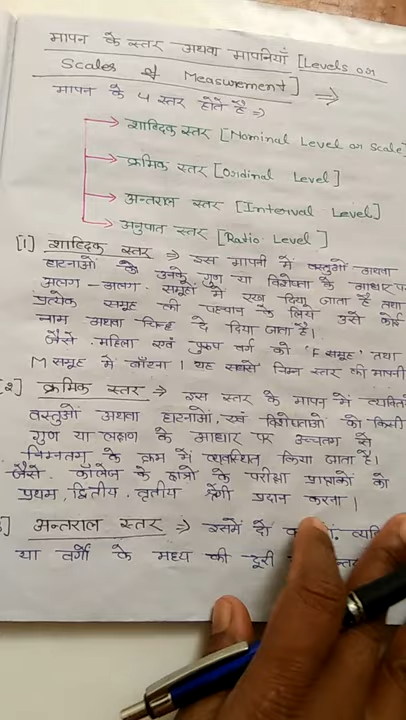 मापन के स्तर अथवा मापनियाँ [Levels or
Scales of Measurement] ⇒
मापन के 4 स्तर होते है ⇒
शाब्दिक स्तर [Nominal Level or Scale]
क्रमिक स्तर [Oridinal Level]
अन्तराल स्तर [Interval Level]
अनुपात स्तर [Ratio Level]
[1] शाब्दिक स्तर ⇒ इस मापनी में वस्तुओं अथवा
घटनाओं को उनके गुण या विशेषता के आधार पर
अलग-अलग समूहों में रख दिया जाता है तथा
प्रत्येक समूह की पहचान के लिये उसे कोई
नाम अथवा चिन्ह दे दिया जाता है।
जैसे. महिला एवं पुरुष वर्ग को 'F समूह' तथा
M समूह में बाँटना। यह सबसे निम्न स्तर की मापनी
2] क्रमिक स्तर ⇒ इस स्तर के मापन में
वस्तुओं अथवा घटनाओं, एवं विशेषताओं को किसी
गुण या लक्षण के आधार पर उच्चतम से
निम्नतम के क्रम में व्यवस्थित किया जाता है।
जैसे. कॉलेज के छात्रों के परीक्षा प्राप्तांको को
प्रथम, द्वितीय, तृतीय श्रेणी प्रदान करना।
] अन्तराल स्तर ⇒ इसमें दो
या वर्गों के मध्य की दूरी